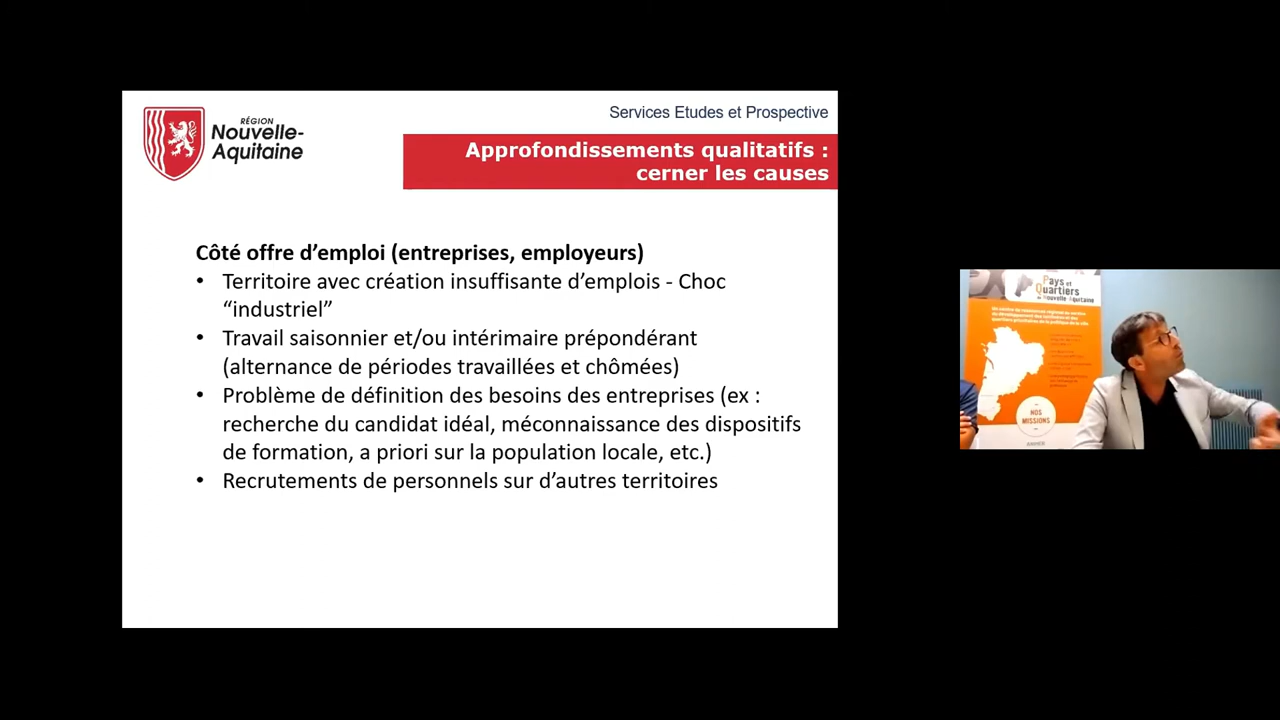 RÉGION
Nouvelle-
Aquitaine
Services Etudes et Prospective
Approfondissements qualitatifs :
cerner les causes
Côté offre d’emploi (entreprises, employeurs)
• Territoire avec création insuffisante d’emplois - Choc
“industriel”
• Travail saisonnier et/ou intérimaire prépondérant
(alternance de périodes travaillées et chômées)
• Problème de définition des besoins des entreprises (ex :
recherche du candidat idéal, méconnaissance des dispositifs
de formation, a priori sur la population locale, etc.)
• Recrutements de personnels sur d’autres territoires
Pays et
Quartiers
de Nouvelle Aquitaine
NOS
MISSIONS